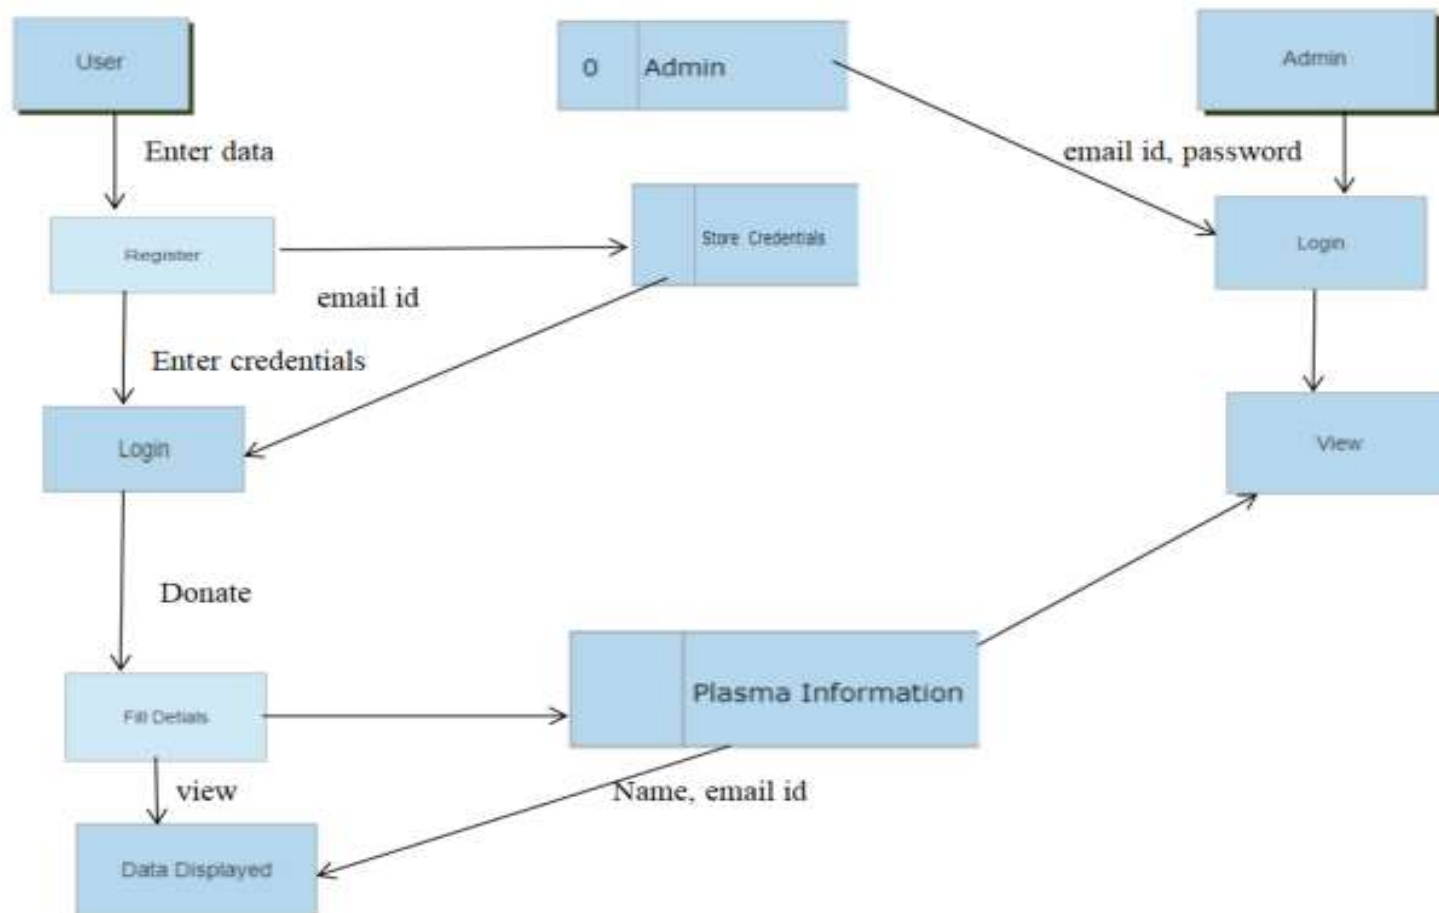 User
0 Admin
Admin
Enter data
email id, password
Register
Store Credentials
Login
email id
Enter credentials
Login
View
Donate
Fill Detials
Plasma Information
view
Name, email id
Data Displayed